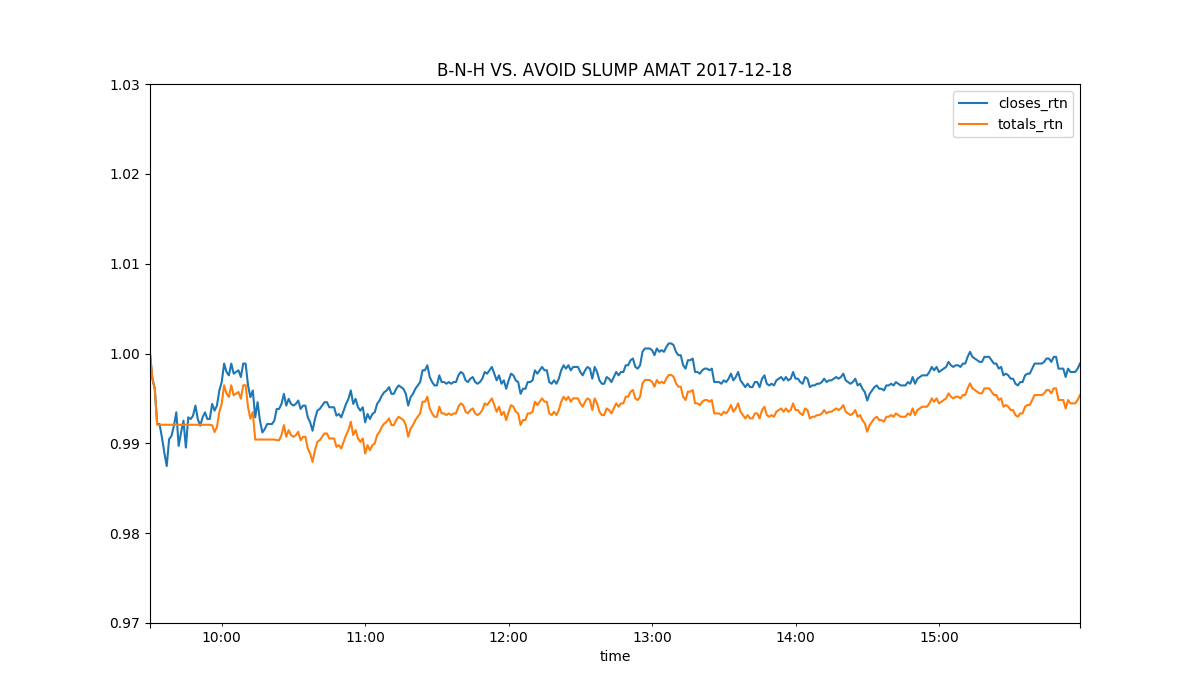 B-N-H VS. AVOID SLUMP AMAT 2017-12-18
1.03
1.02
1.01
1.00
0.99
0.98
0.97
closes_rtn
totals_rtn
10:00 11:00 12:00 13:00 14:00 15:00
time